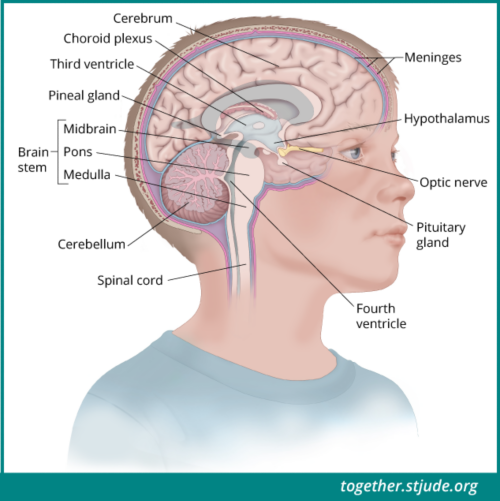 Cerebrum
Choroid plexus
Third ventricle
Pineal gland
Midbrain
Brain
stem
Pons
Medulla
Cerebellum
Spinal cord
Meninges
Hypothalamus
Optic nerve
Pituitary
gland
Fourth
ventricle
together.stjude.org